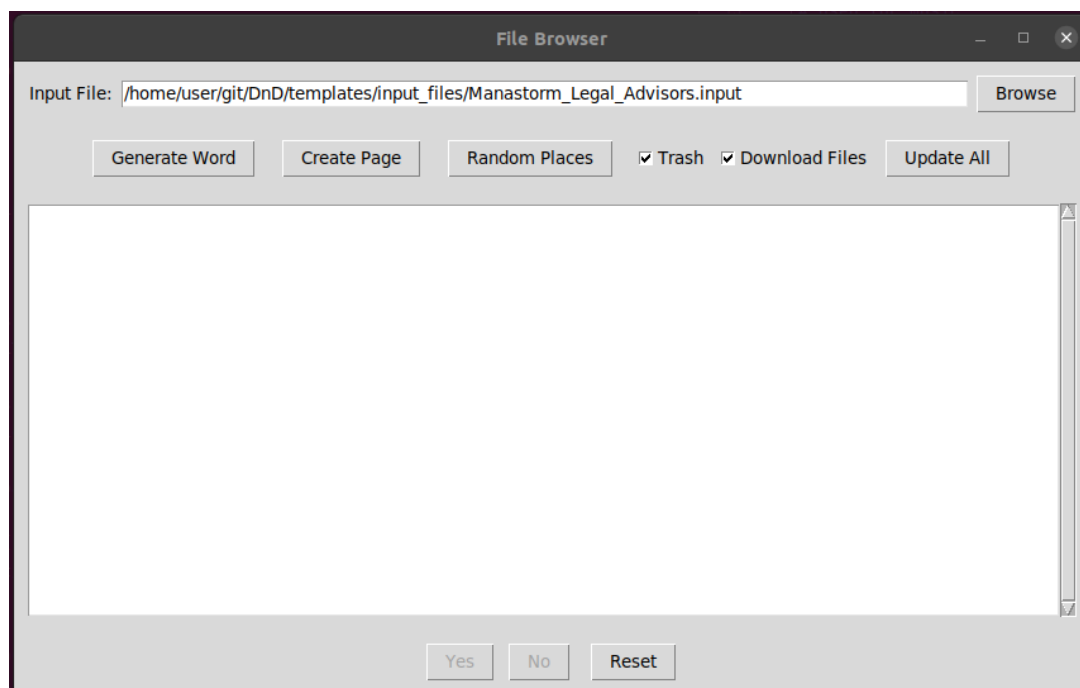 File Browser
Input File: /home/user/git/DnD/templates/input_files/Manastorm_Legal_Advisors.input Browse
Generate Word Create Page Random Places Trash Download Files Update All
Yes No Reset